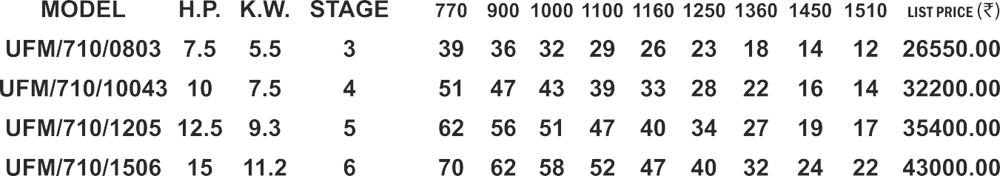 MODEL H.P. K.W. STAGE 770 900 1000 1100 1160 1250 1360 1450 1510 LIST PRICE (₹)
UFM/710/0803 7.5 5.5 3 39 36 32 29 26 23 18 14 12 26550.00
UFM/710/10043 10 7.5 4 51 47 43 39 33 28 22 16 14 32200.00
UFM/710/1205 12.5 9.3 5 62 56 51 47 40 34 27 19 17 35400.00
UFM/710/1506 15 11.2 6 70 62 58 52 47 40 32 24 22 43000.00